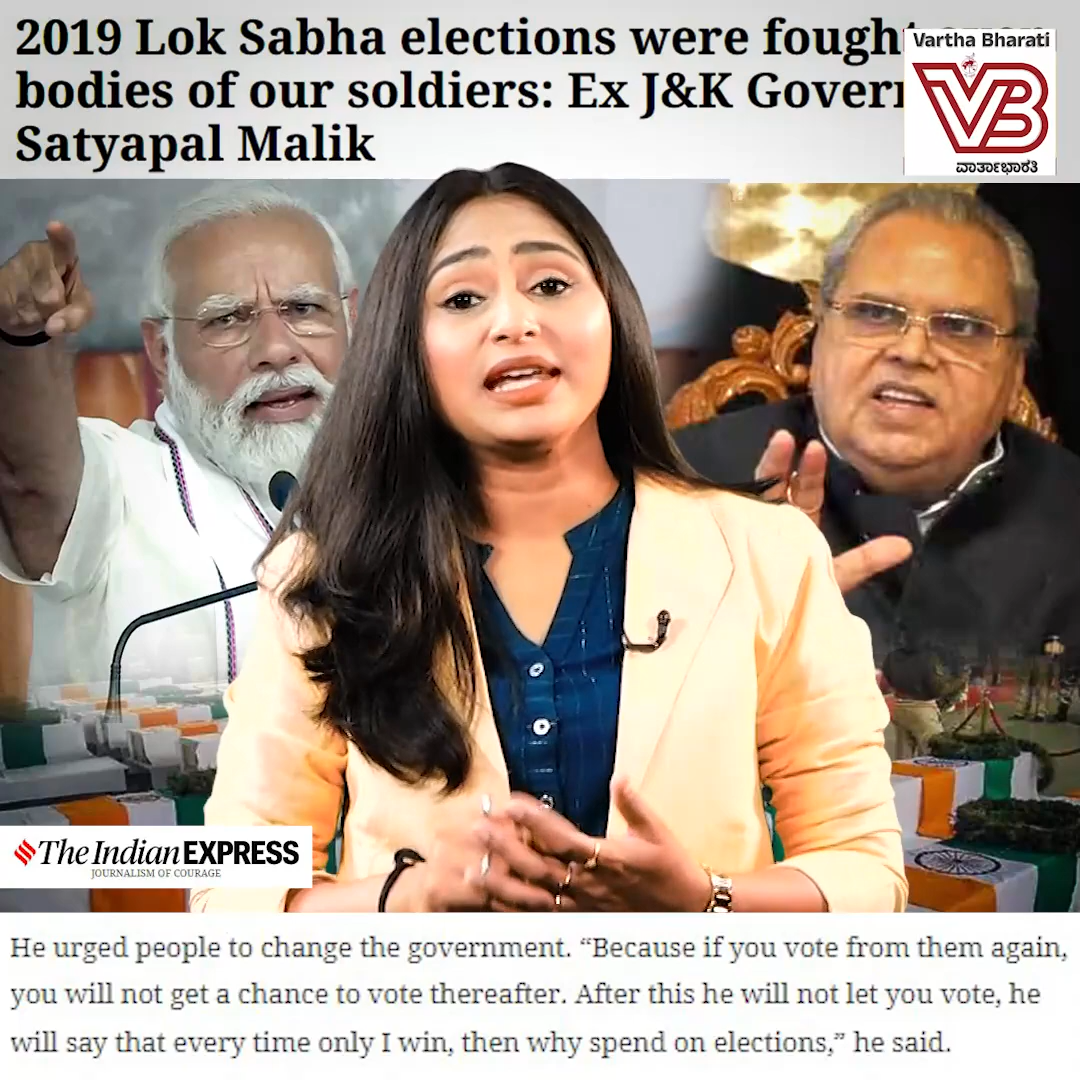 2019 Lok Sabha elections were fough
bodies of our soldiers: Ex J&K Gover
Satyapal Malik
Vartha Bharati
VB
ವಾರ್ತಾಭಾರತಿ
The Indian EXPRESS
JOURNALISM OF COURAGE
He urged people to change the government. “Because if you vote from them again,
you will not get a chance to vote thereafter. After this he will not let you vote, he
will say that every time only I win, then why spend on elections,” he said.